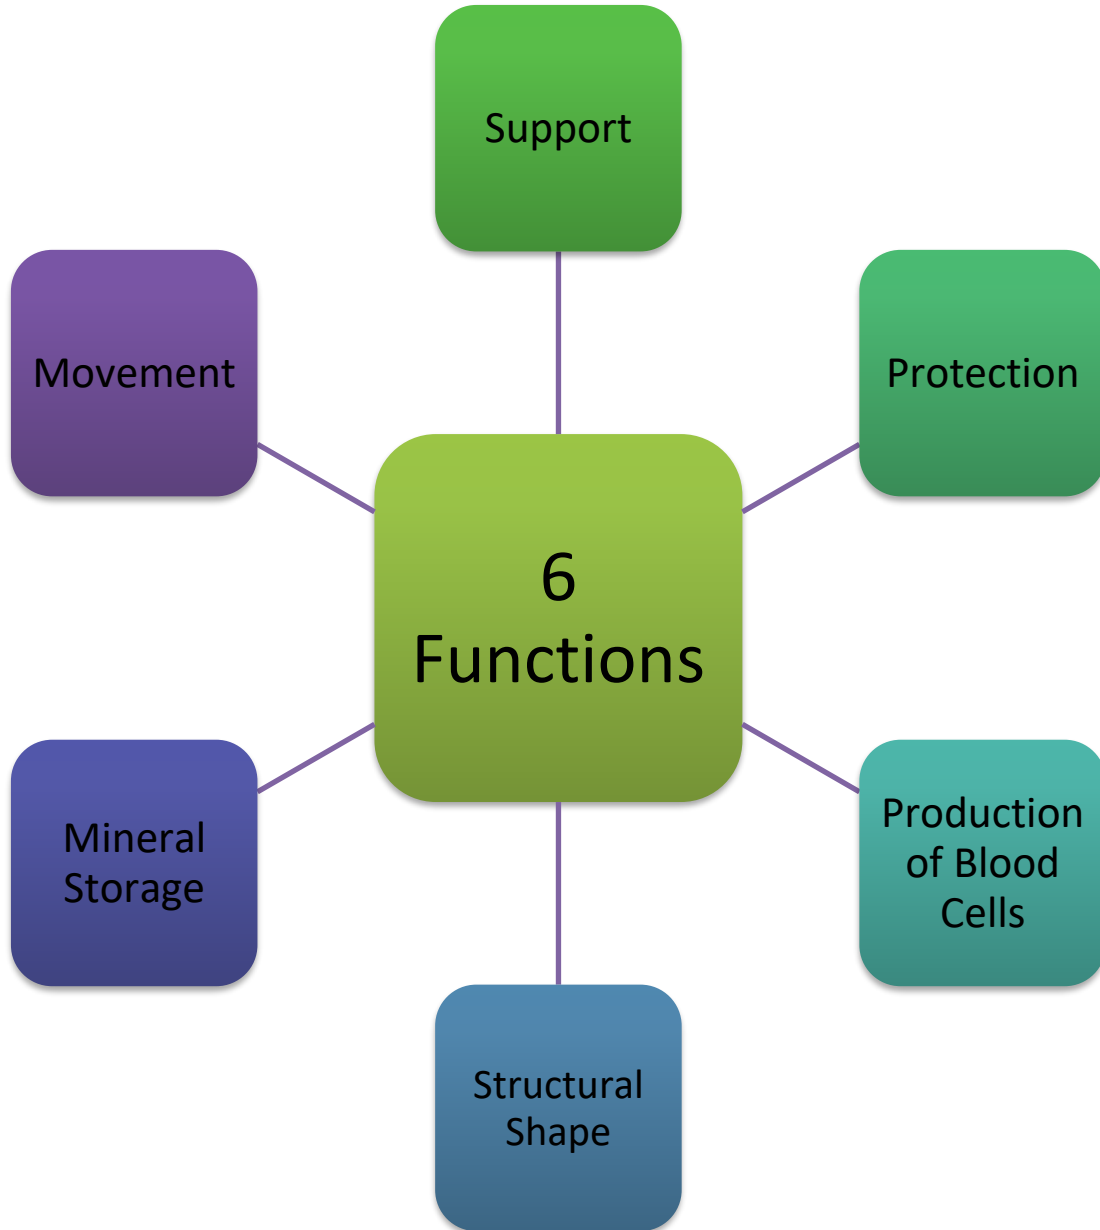 Support
Movement
Protection
6
Functions
Mineral
Storage
Production
of Blood
Cells
Structural
Shape